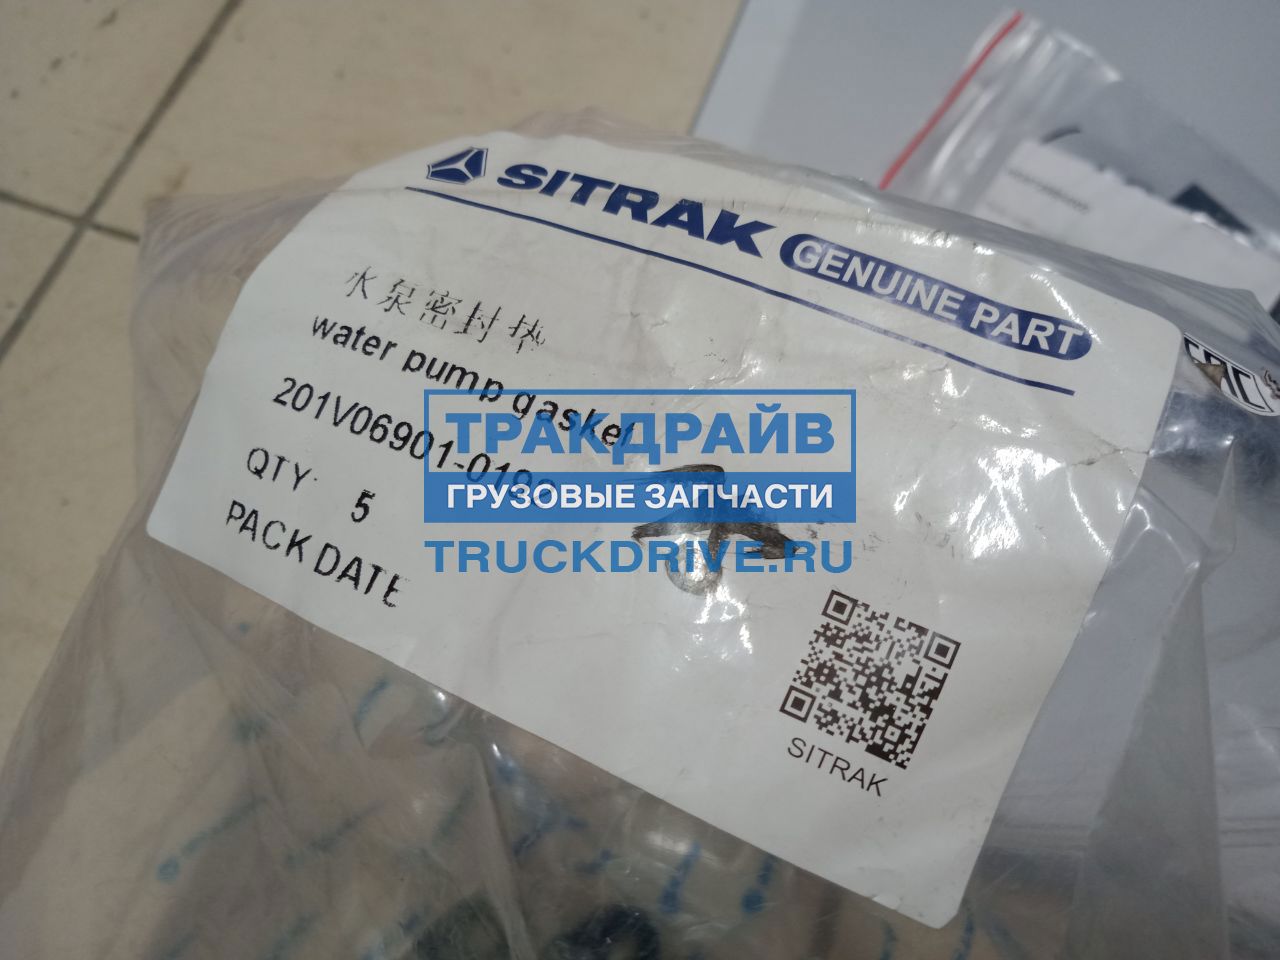 SITRAK GENUINE PART
水泵密封垫
water pump gasket
201V06901-019
QTY: 5
PACK DATE
ТРАКДРАЙВ
ГРУЗОВЫЕ ЗАПЧАСТИ
TRUCKDRIVE.RU
SITRAK